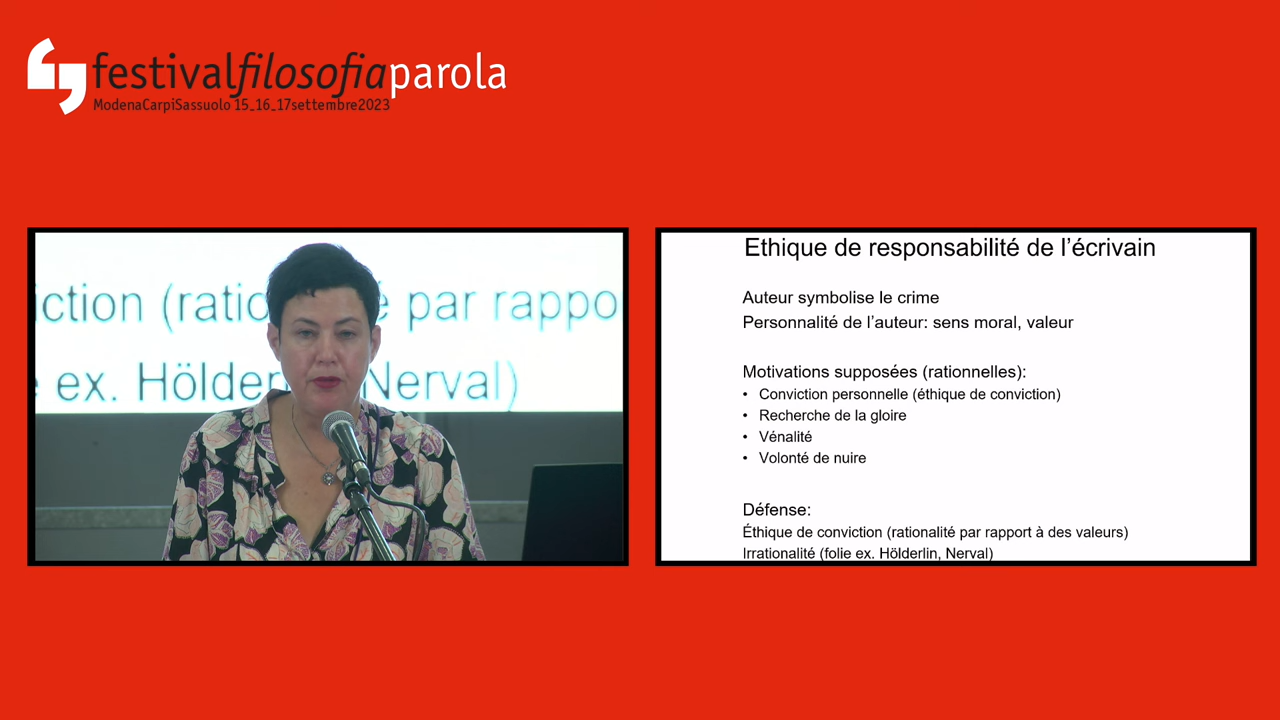 festivalfilosofiaparola
ModenaCarpiSassuolo 15_16_17settembre2023
iction (ratio é par rappo
ex. Hölder Nerval)
Ethique de responsabilité de l'écrivain
Auteur symbolise le crime
Personnalité de l'auteur: sens moral, valeur
Motivations supposées (rationnelles):
• Conviction personnelle (éthique de conviction)
• Recherche de la gloire
• Vénalité
• Volonté de nuire
Défense:
Éthique de conviction (rationalité par rapport à des valeurs)
Irrationalité (folie ex. Hölderlin, Nerval)